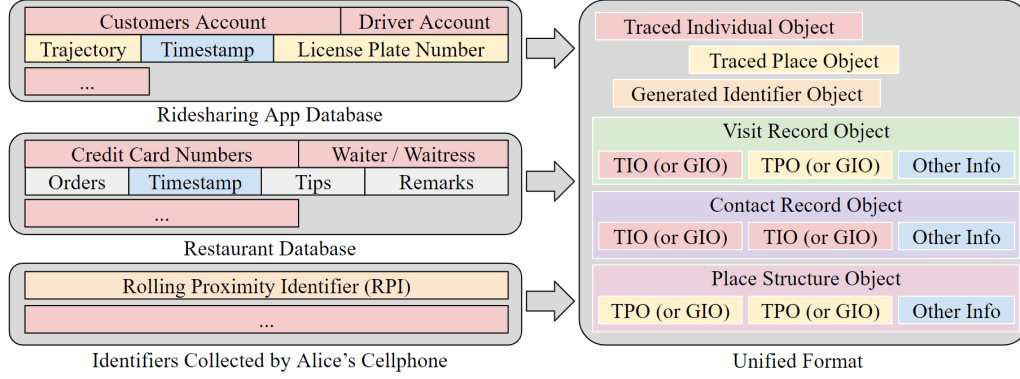 Customers Account
Driver Account
Trajectory
Timestamp
License Plate Number
...
Ridesharing App Database
Credit Card Numbers
Waiter / Waitress
Orders
Timestamp
Tips
Remarks
...
Restaurant Database
Rolling Proximity Identifier (RPI)
...
Identifiers Collected by Alice's Cellphone
Traced Individual Object
Traced Place Object
Generated Identifier Object
Visit Record Object
TIO (or GIO)
TPO (or GIO)
Other Info
Contact Record Object
TIO (or GIO)
TIO (or GIO)
Other Info
Place Structure Object
TPO (or GIO)
TPO (or GIO)
Other Info
Unified Format